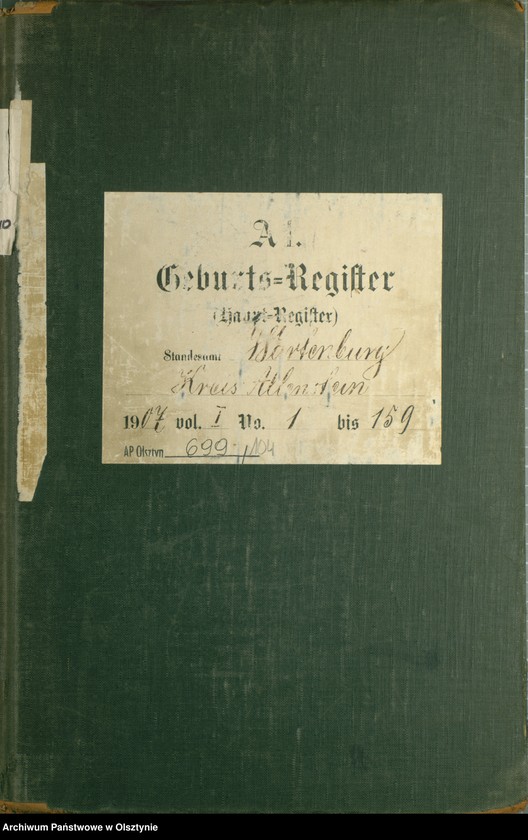 10
A 1.
Geburts=Register
(Haupt=Register)
Standesamt Wartenburg
Kreis Allenstein
1907 vol. I No. 1 bis 159
AP Olsztyn 699/104
Archiwum Państwowe w Olsztynie